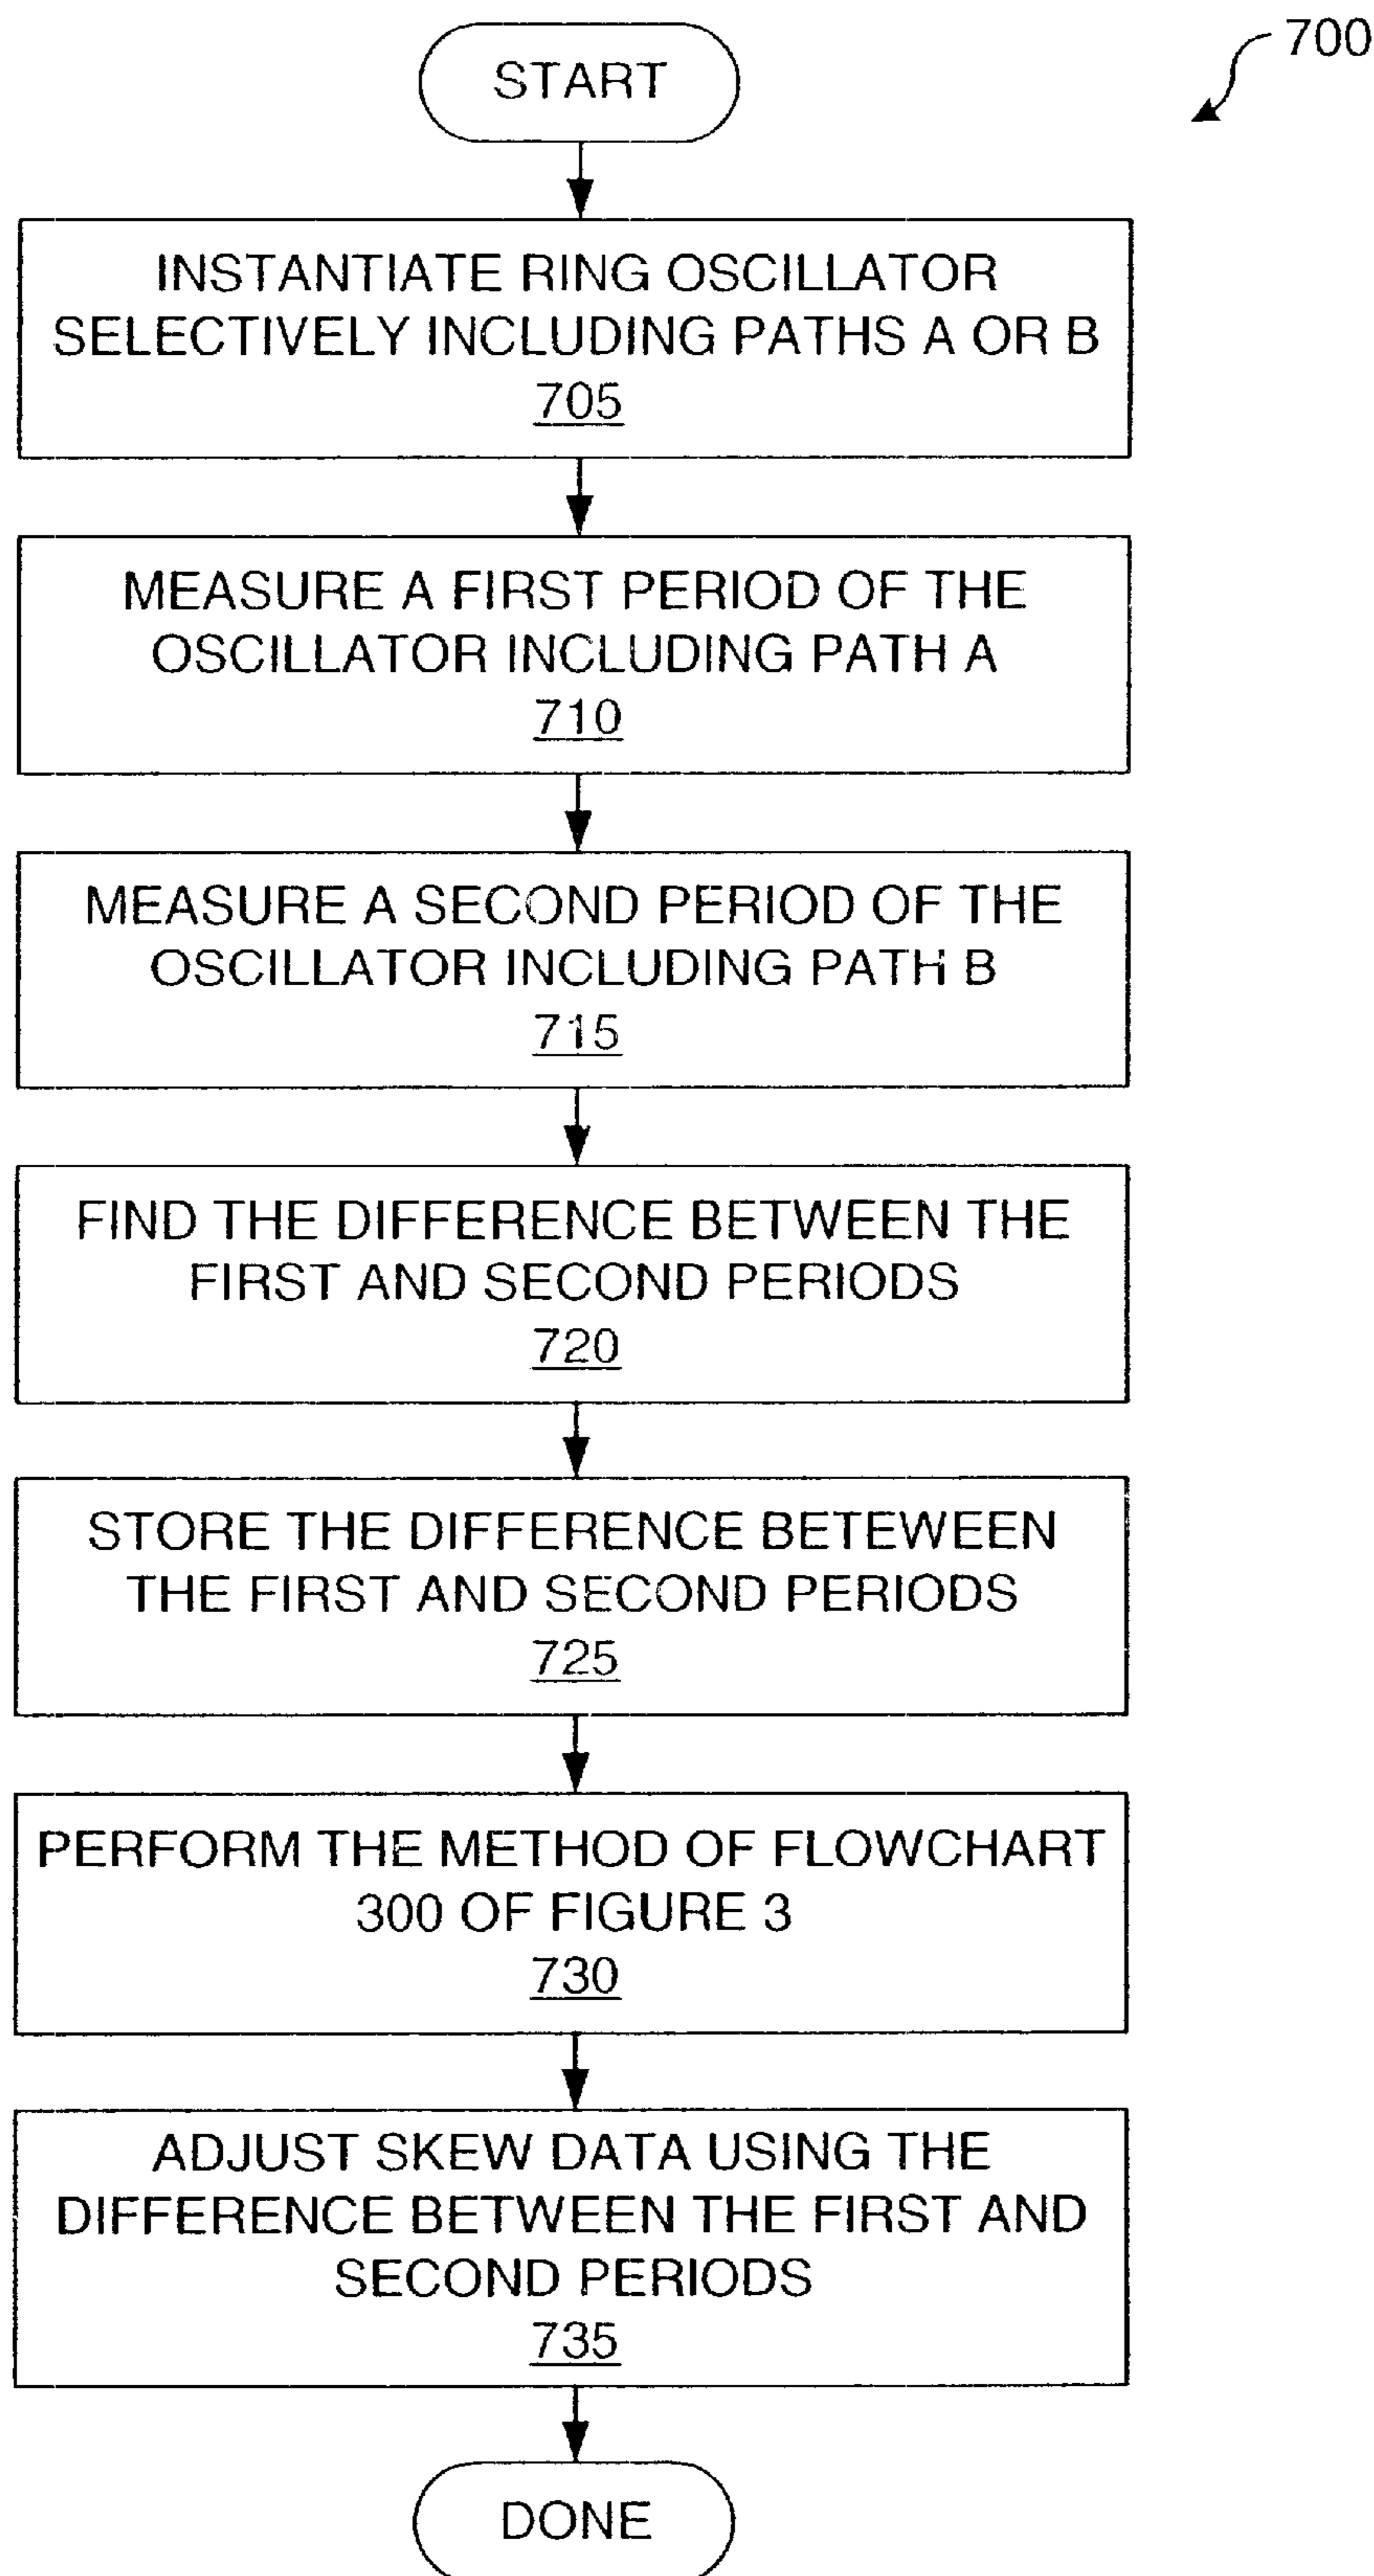 700
START
INSTANTIATE RING OSCILLATOR
SELECTIVELY INCLUDING PATHS A OR B
705
MEASURE A FIRST PERIOD OF THE
OSCILLATOR INCLUDING PATH A
710
MEASURE A SECOND PERIOD OF THE
OSCILLATOR INCLUDING PATH B
715
FIND THE DIFFERENCE BETWEEN THE
FIRST AND SECOND PERIODS
720
STORE THE DIFFERENCE BETEWEEN
THE FIRST AND SECOND PERIODS
725
PERFORM THE METHOD OF FLOWCHART
300 OF FIGURE 3
730
ADJUST SKEW DATA USING THE
DIFFERENCE BETWEEN THE FIRST AND
SECOND PERIODS
735
DONE